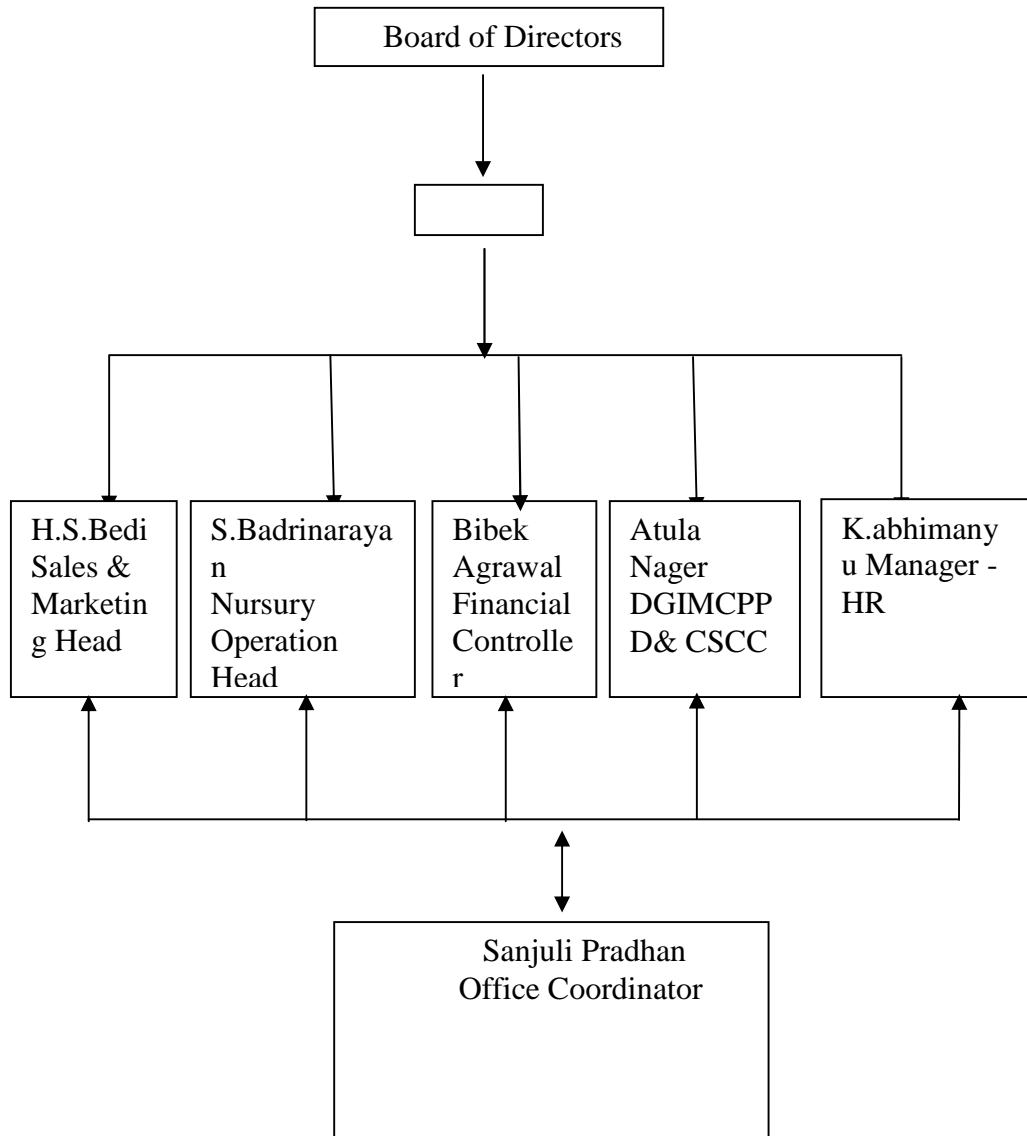 Board of Directors
H.S.Bedi
Sales &
Marketin
g Head
S.Badrinaraya
n
Nursury
Operation
Head
Bibek
Agrawal
Financial
Controlle
r
Atula
Nager
DGIMCPP
D& CSCC
K.abhimany
u Manager -
HR
Sanjuli Pradhan
Office Coordinator